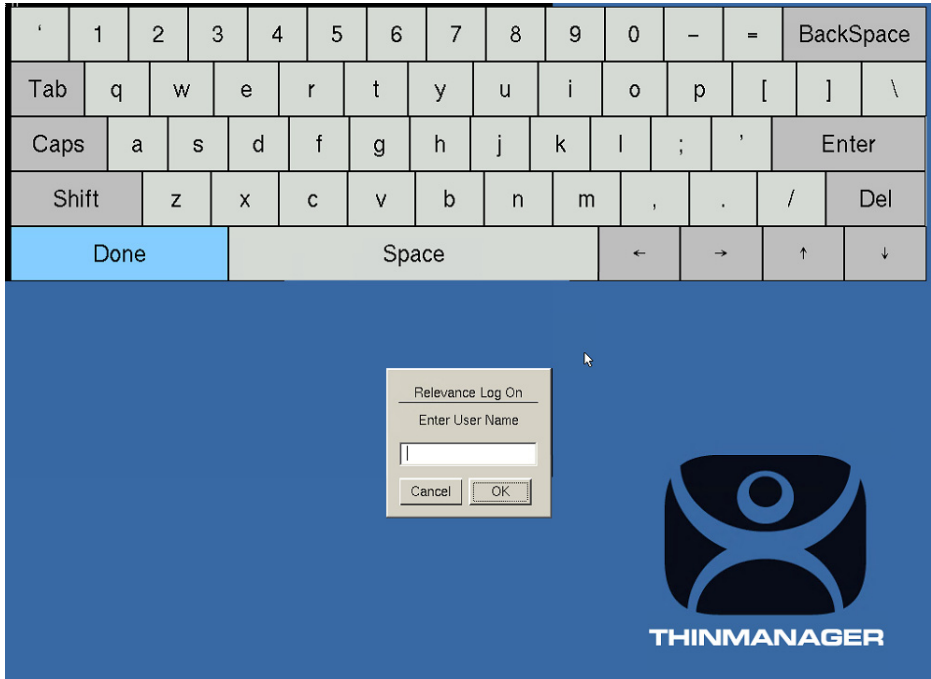 ‘ 1 2 3 4 5 6 7 8 9 0 – = BackSpace
Tab q w e r t y u i o p [ ] \
Caps a s d f g h j k l ; ’ Enter
Shift z x c v b n m , . / Del
Done Space ← → ↑ ↓
Relevance Log On
Enter User Name
Cancel OK
THINMANAGER